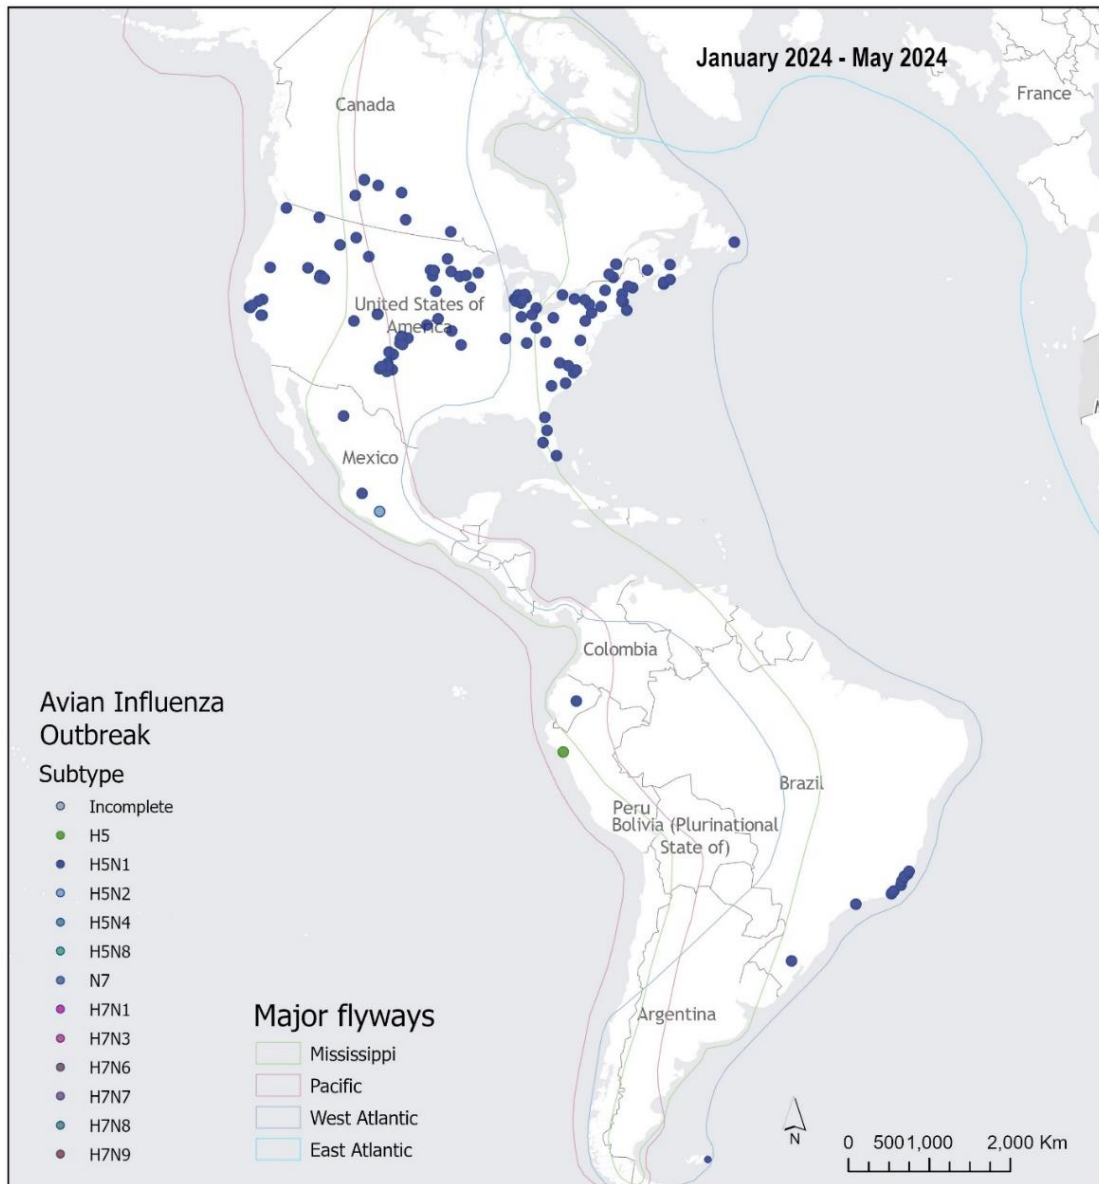 January 2024 - May 2024
Canada
France
United States of
America
Mexico
Colombia
Brazil
Peru
Bolivia (Plurinational
State of)
Argentina
Avian Influenza
Outbreak
Subtype
Incomplete
H5
H5N1
H5N2
H5N4
H5N8
N7
H7N1
H7N3
H7N6
H7N7
H7N8
H7N9
Major flyways
Mississippi
Pacific
West Atlantic
East Atlantic
N
0 500 1,000 2,000 Km